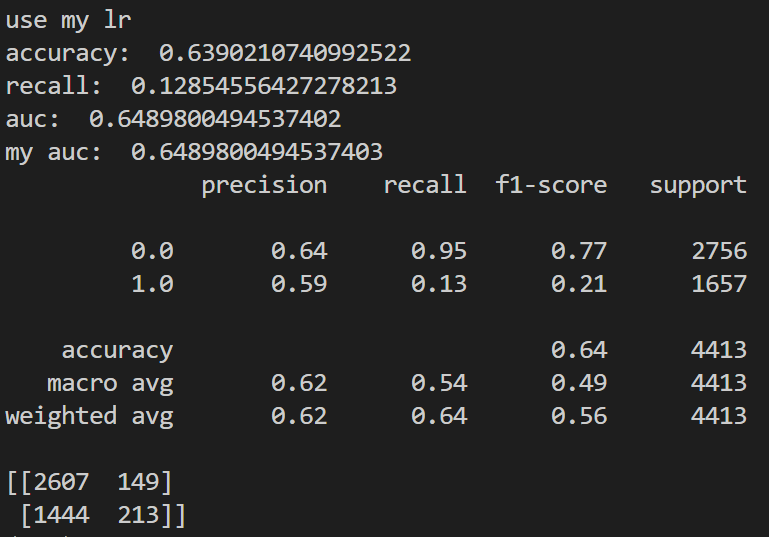 use my lr
accuracy:  0.6390210740992522
recall:  0.12854556427278213
auc:  0.6489800494537402
my auc:  0.6489800494537403
              precision    recall  f1-score   support

         0.0       0.64      0.95      0.77      2756
         1.0       0.59      0.13      0.21      1657

    accuracy                           0.64      4413
   macro avg       0.62      0.54      0.49      4413
weighted avg       0.62      0.64      0.56      4413

[[2607  149]
 [1444  213]]